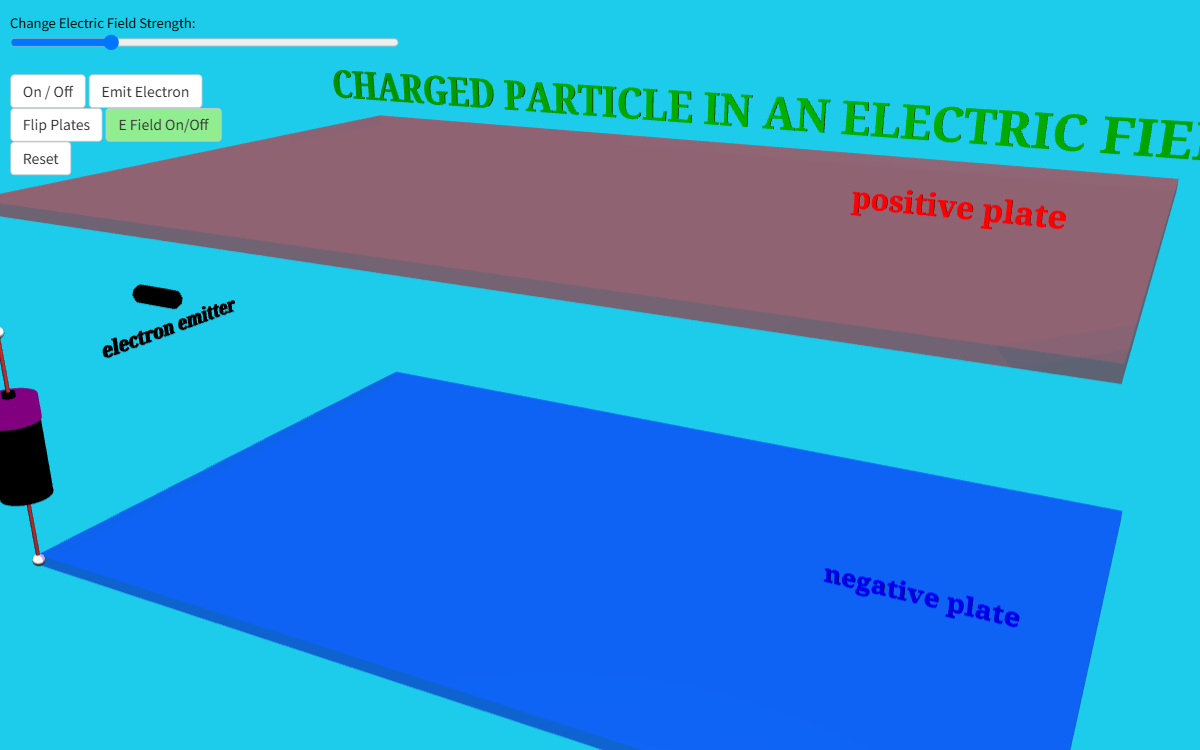 Change Electric Field Strength:
On / Off
Emit Electron
Flip Plates
E Field On/Off
Reset
CHARGED PARTICLE IN AN ELECTRIC FIE
positive plate
electron emitter
negative plate